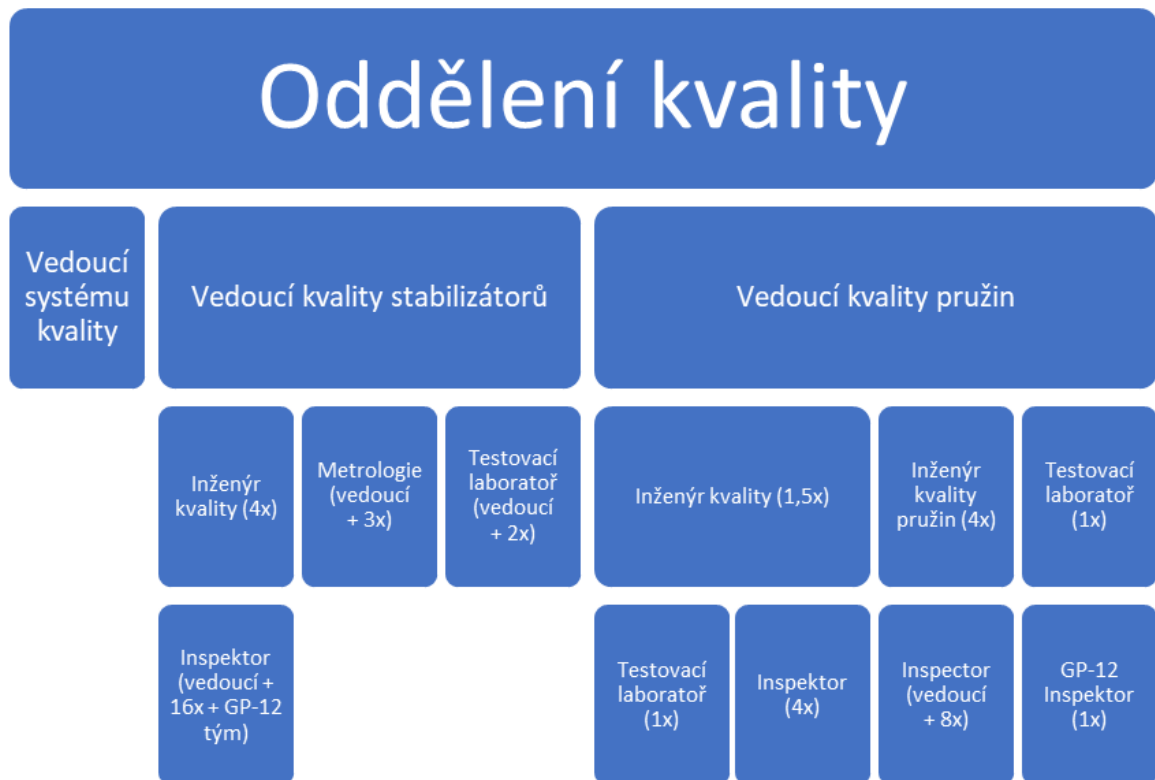 Oddělení kvality
Vedoucí
systému
kvality
Vedoucí kvality stabilizátorů
Vedoucí kvality pružin
Inženýr
kvality (4x)
Metrologie
(vedoucí
+ 3x)
Testovací
laboratoř
(vedoucí
+ 2x)
Inženýr kvality (1,5x)
Inženýr
kvality
pružin (4x)
Testovací
laboratoř
(1x)
Inspektor
(vedoucí +
16x + GP-12
tým)
Testovací
laboratoř
(1x)
Inspektor
(4x)
Inspector
(vedoucí
+ 8x)
GP-12
Inspektor
(1x)